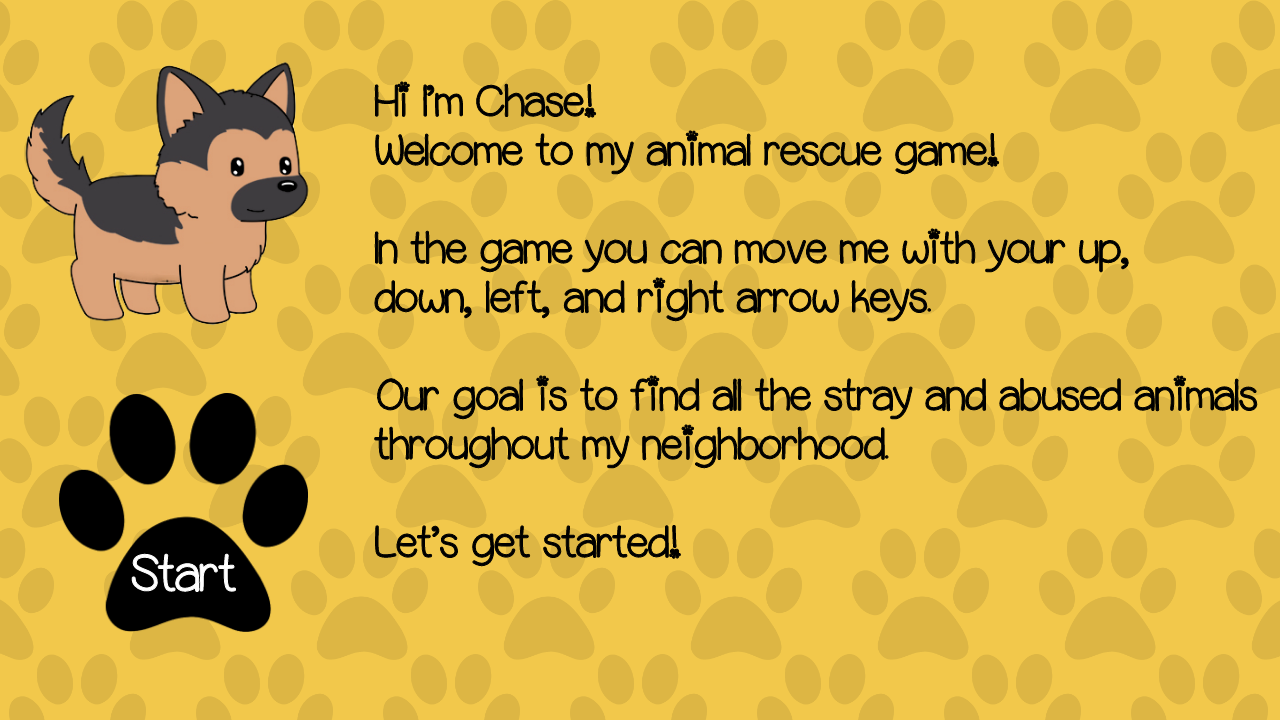 Hi I'm Chase!
Welcome to my animal rescue game!
In the game you can move me with your up,
down, left, and right arrow keys.
Our goal is to find all the stray and abused animals
throughout my neighborhood.
Let's get started!
Start